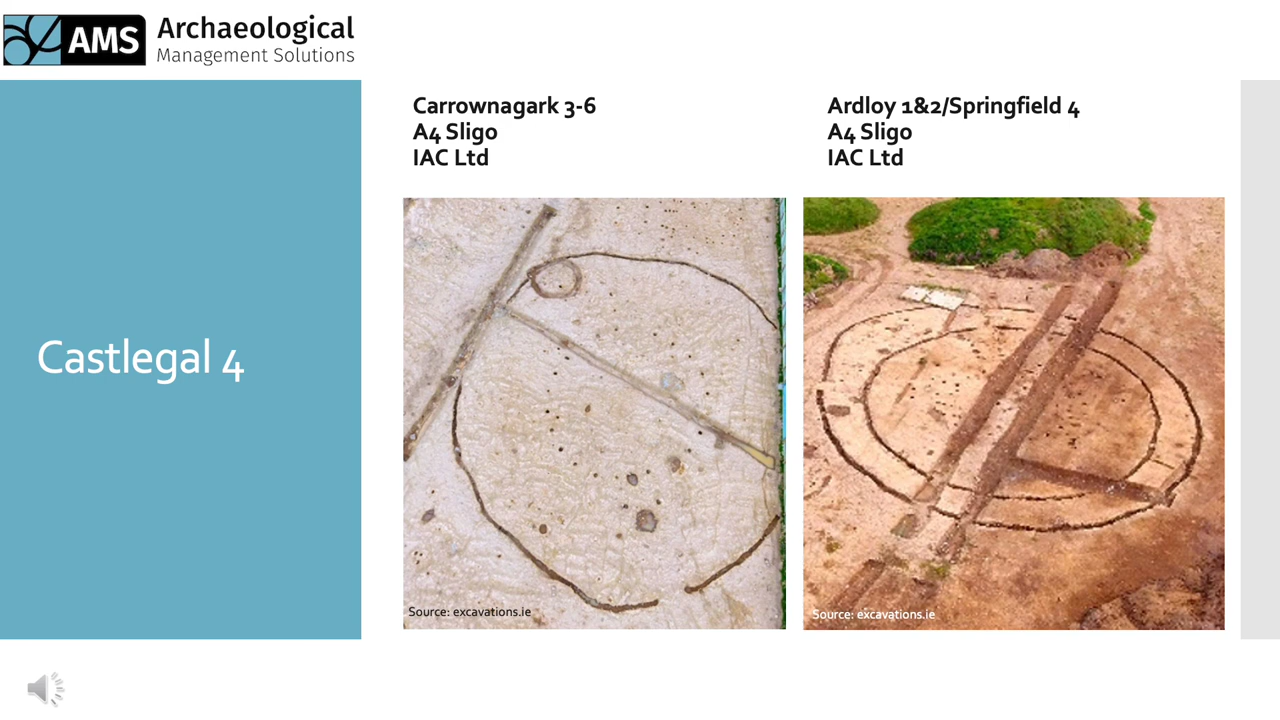 AMS
Archaeological
Management Solutions
Castlegal 4
Carrownagark 3-6
A4 Sligo
IAC Ltd
Ardloy 1&2/Springfield 4
A4 Sligo
IAC Ltd
Source: excavations.ie
Source: excavations.ie